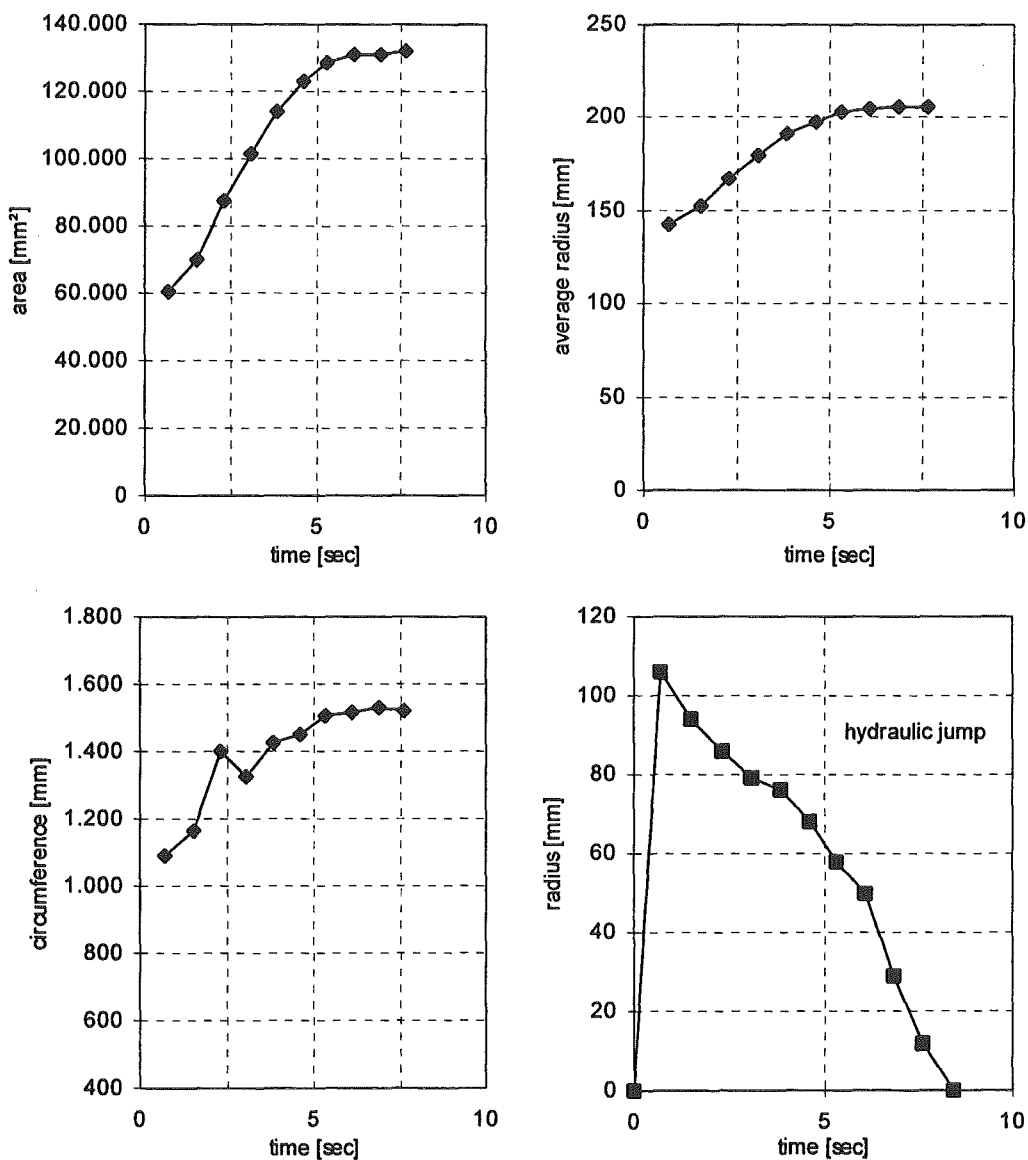 140.000
120.000
100.000
80.000
60.000
40.000
20.000
0
area [mm²]
0 5 10
time [sec]
250
200
150
100
50
0
average radius [mm]
0 5 10
time [sec]
1.800
1.600
1.400
1.200
1.000
800
600
400
circumference [mm]
0 5 10
time [sec]
120
100
80
60
40
20
0
radius [mm]
hydraulic jump
0 5 10
time [sec]